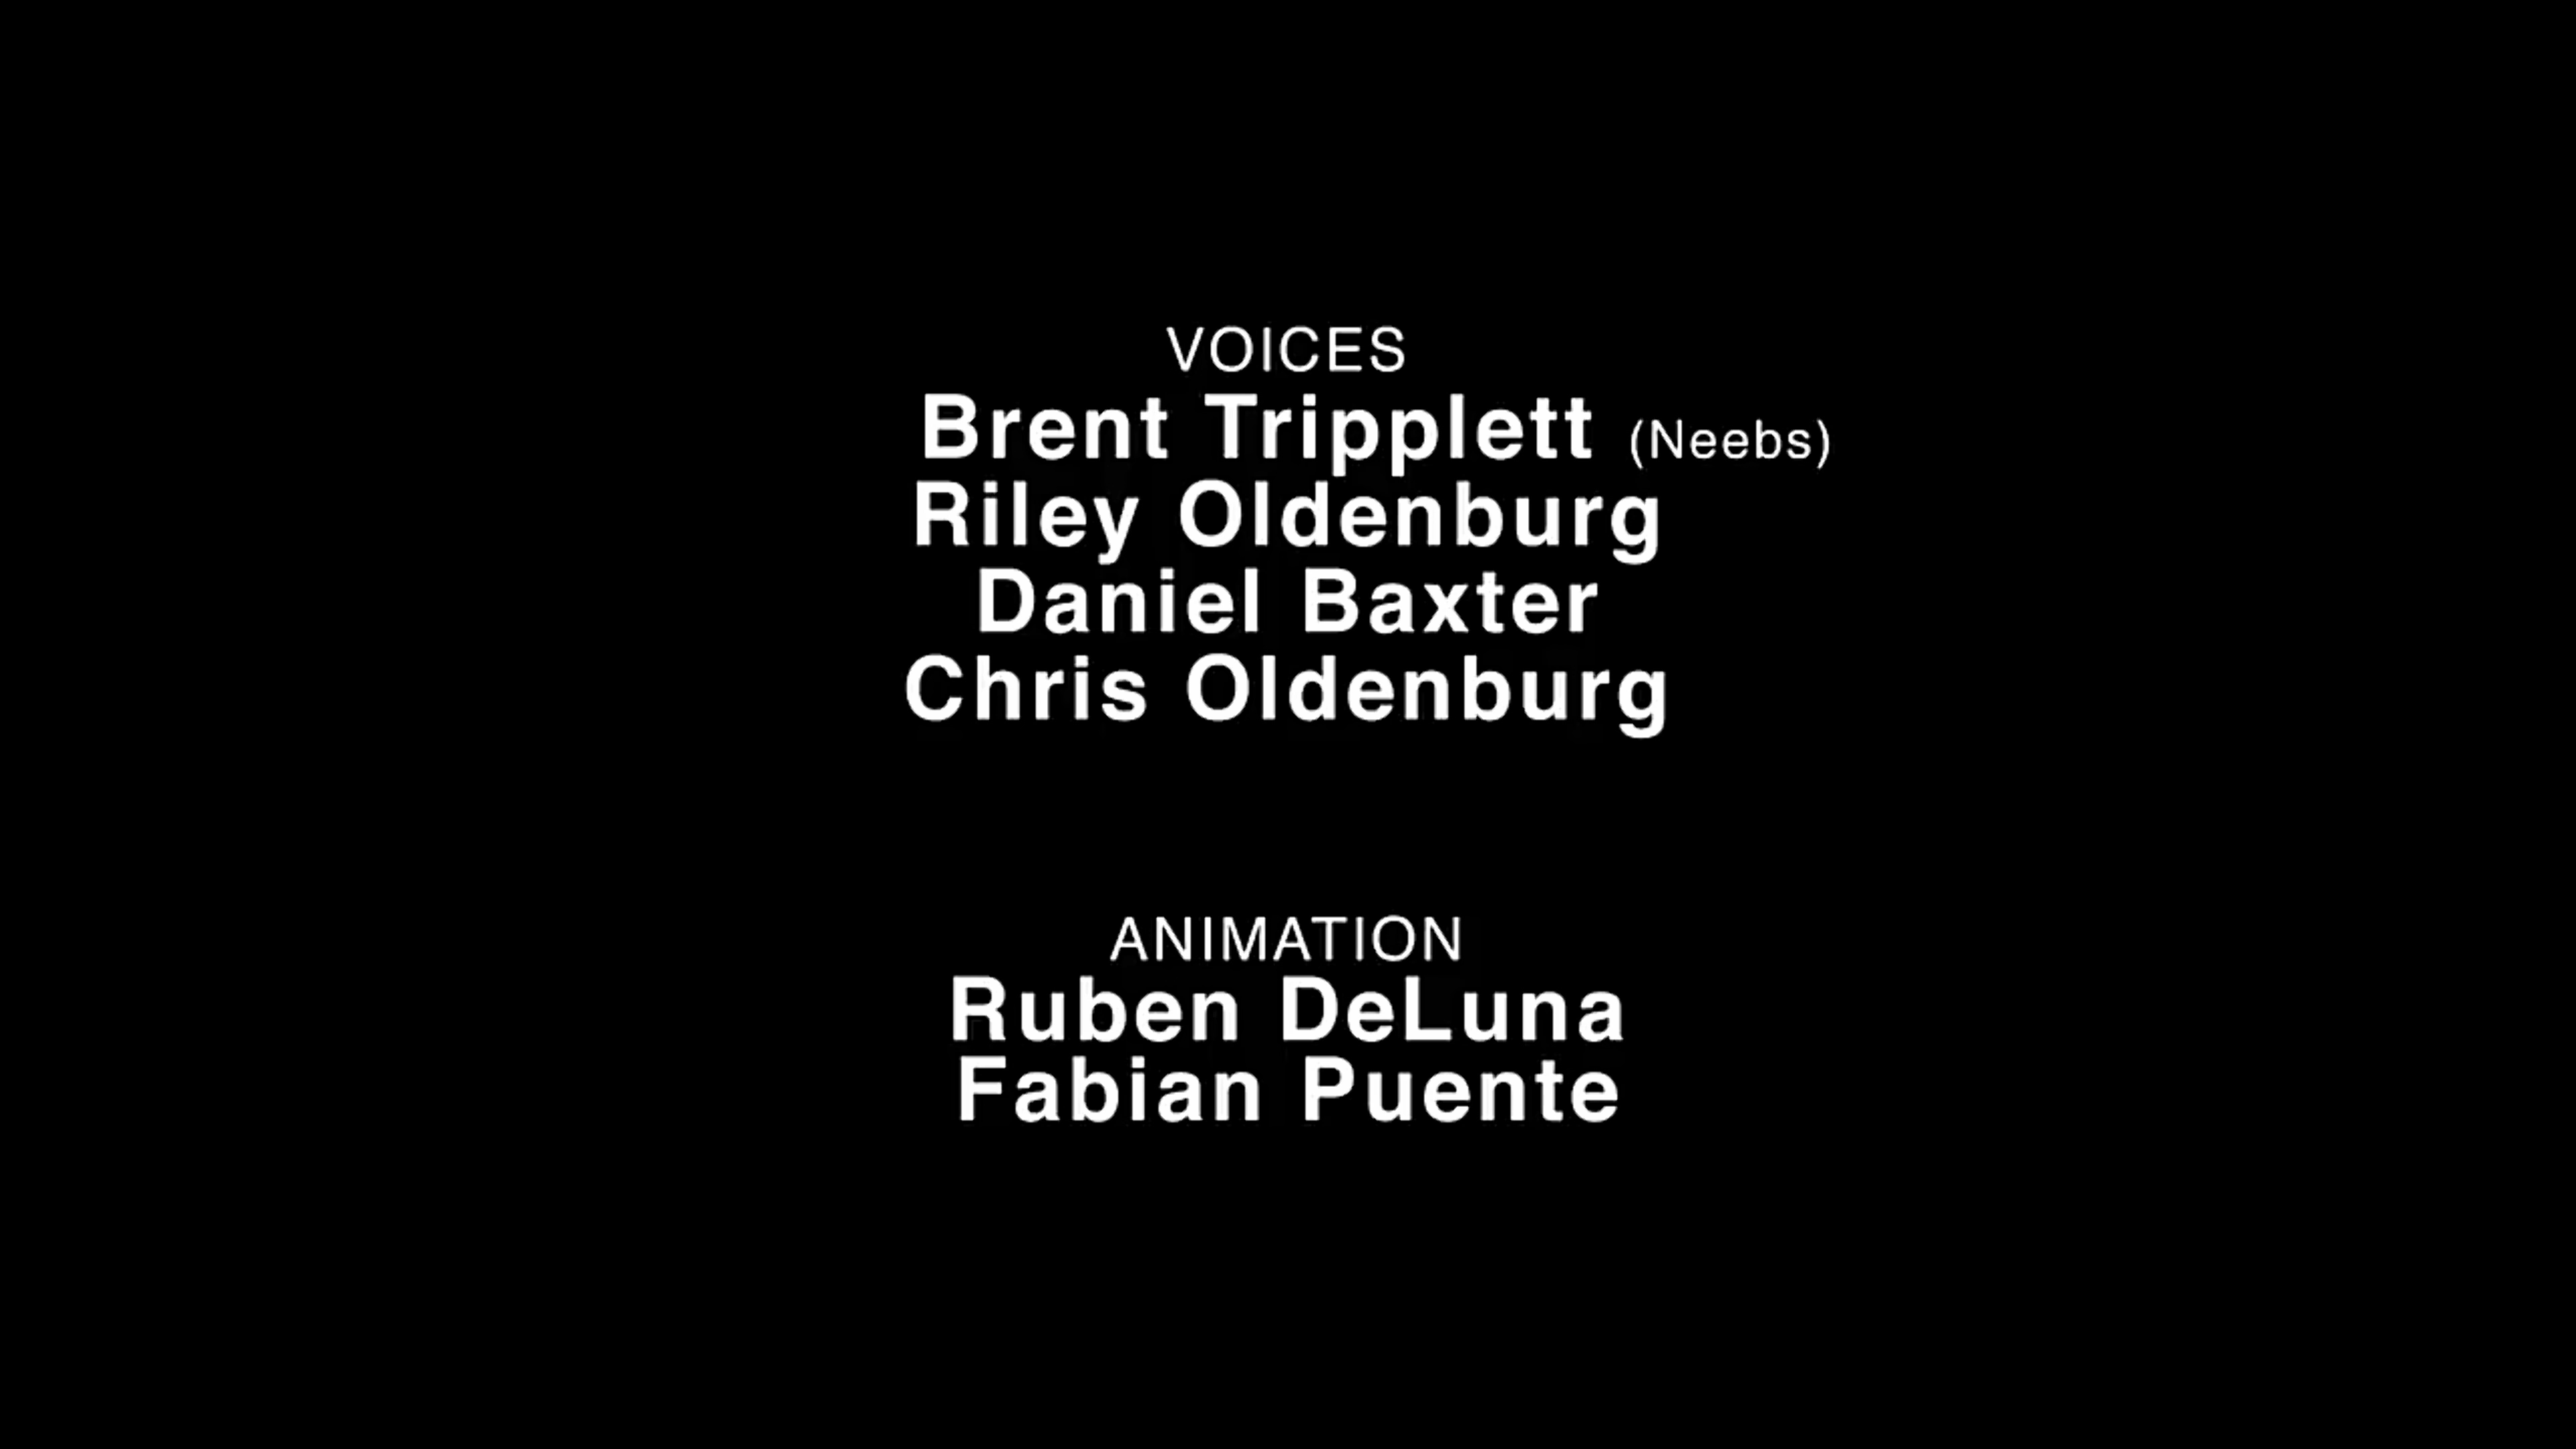 VOICES
Brent Tripplett (Neebs)
Riley Oldenburg
Daniel Baxter
Chris Oldenburg
ANIMATION
Ruben DeLuna
Fabian Puente